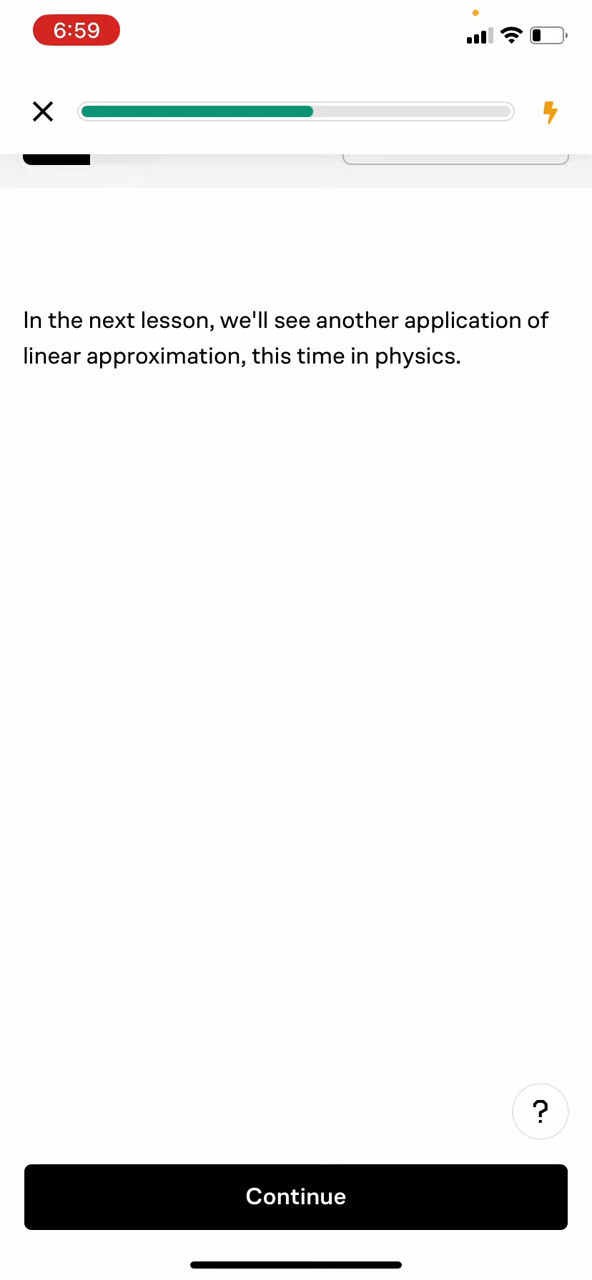 6:59
In the next lesson, we'll see another application of
linear approximation, this time in physics.
?
Continue